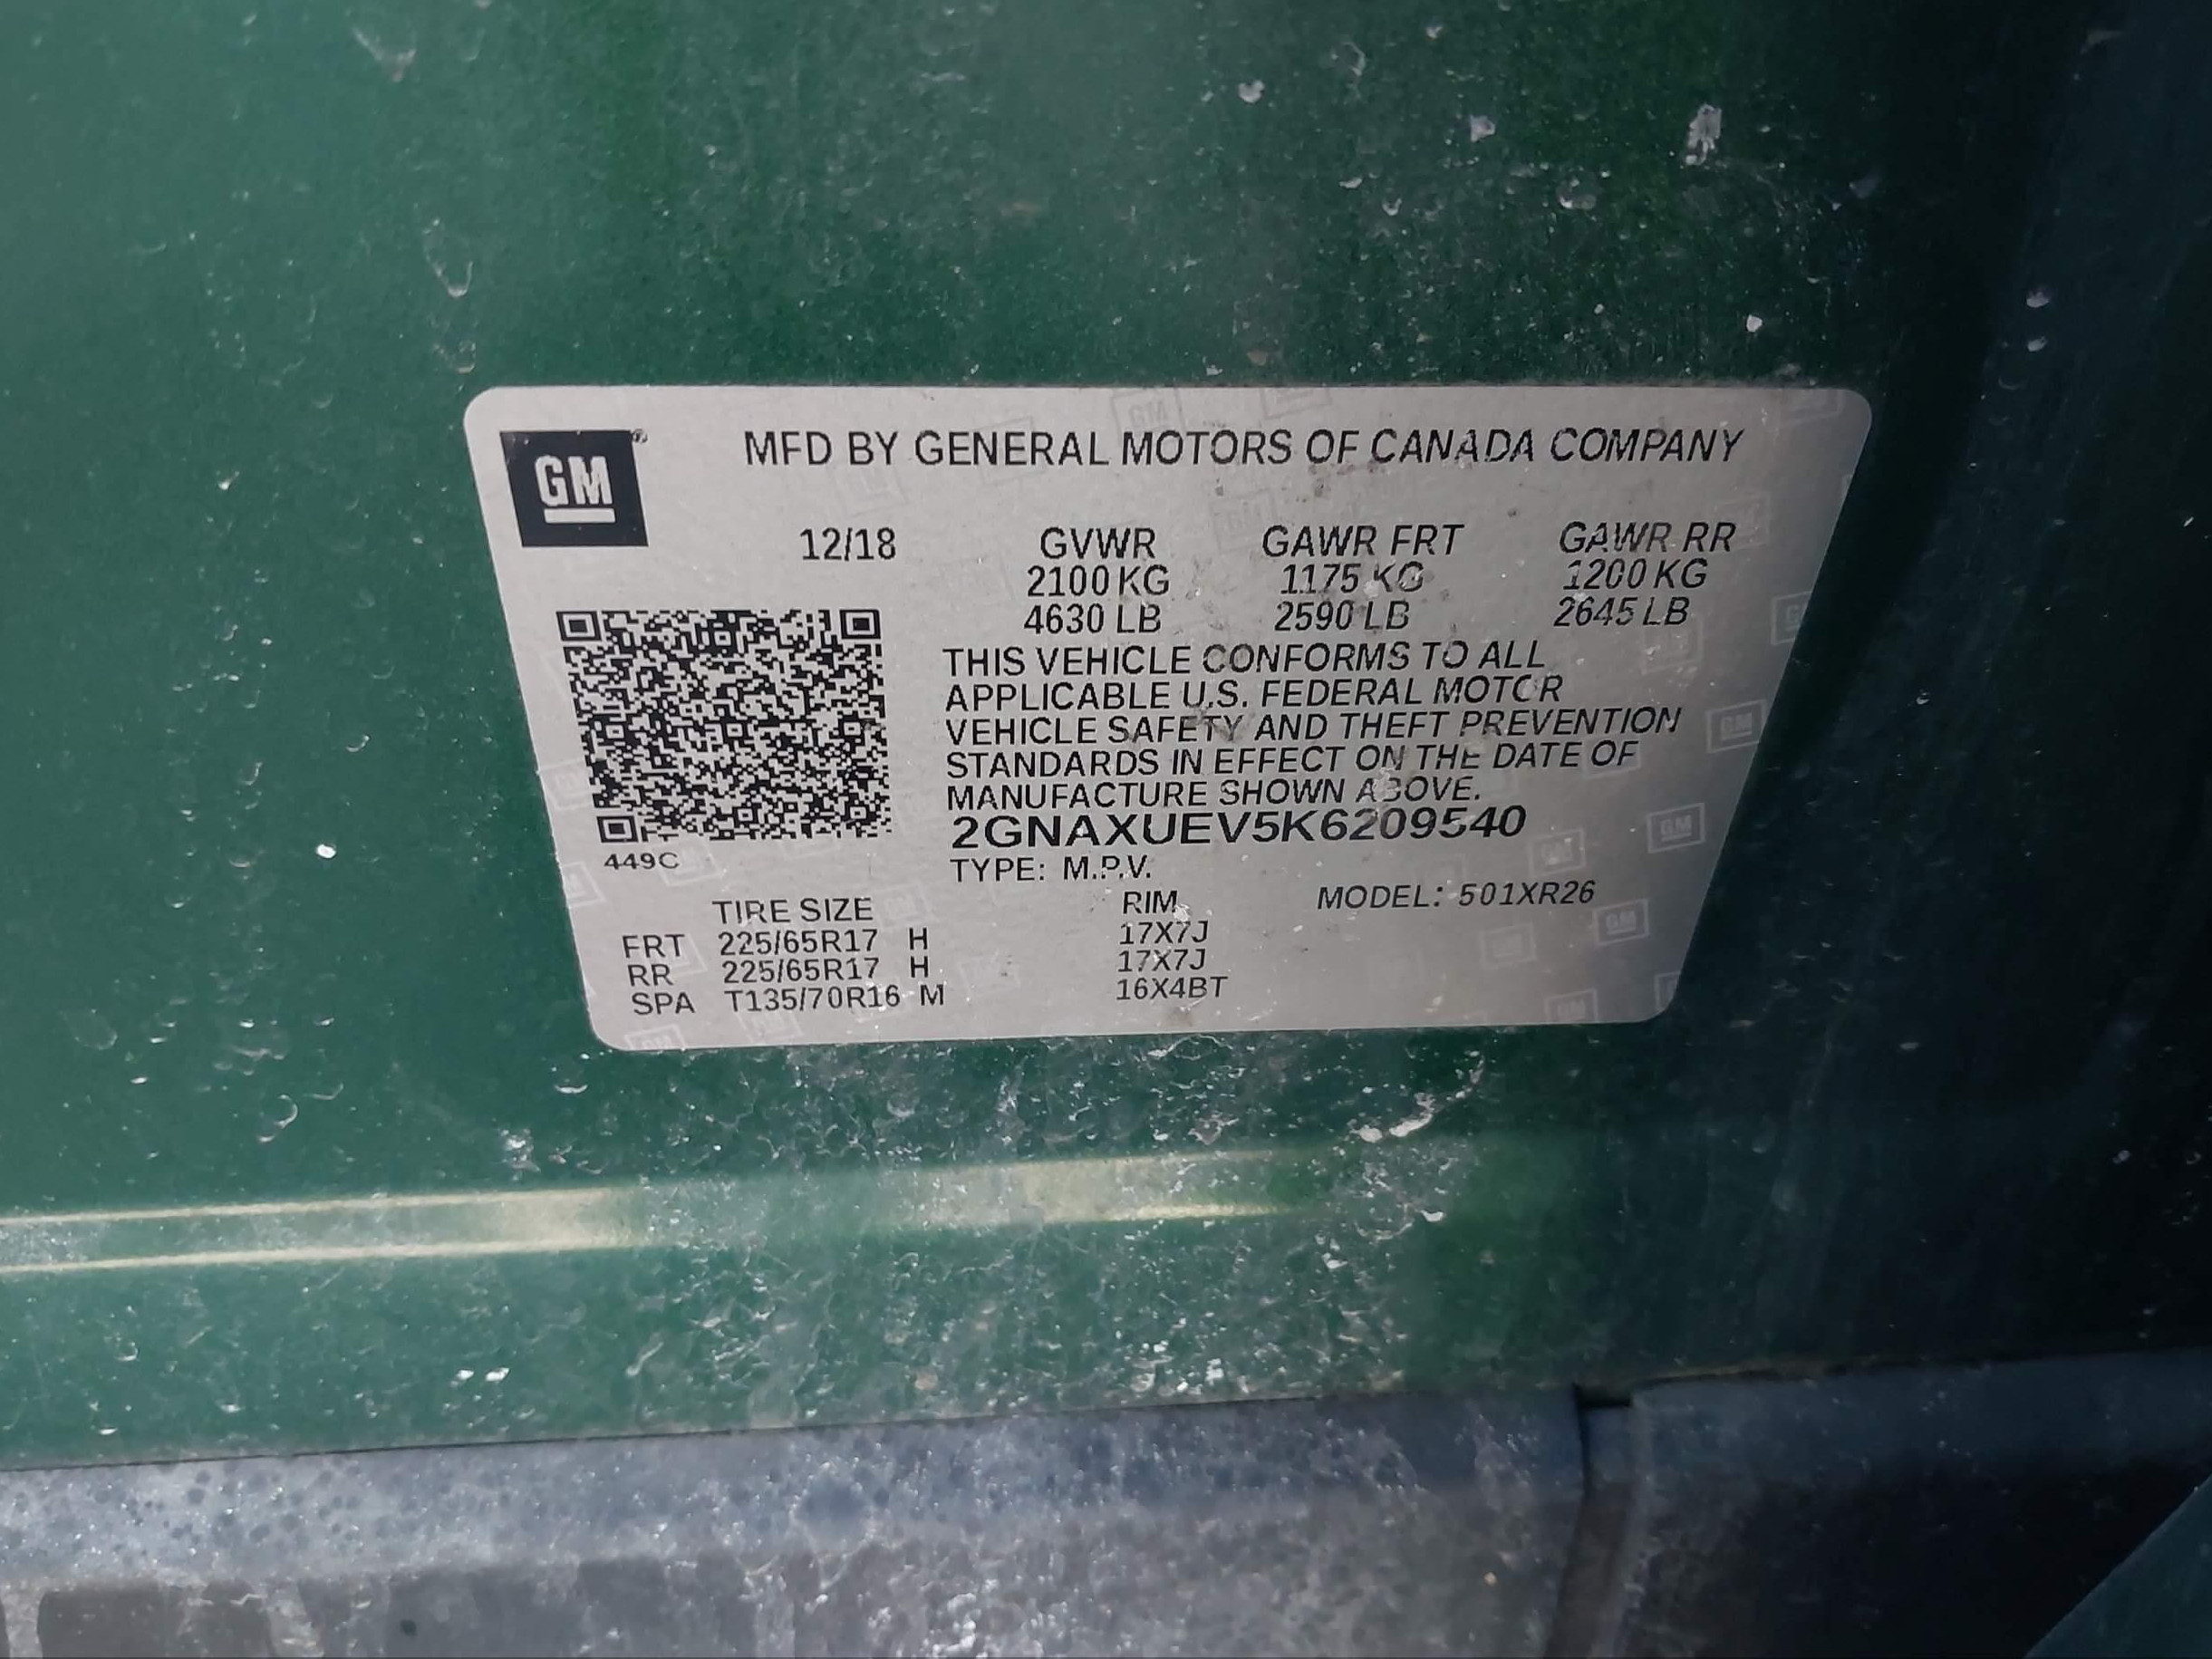 GM®
MFD BY GENERAL MOTORS OF CANADA COMPANY
12/18 GVWR GAWR FRT GAWR RR
2100 KG 1175 KG 1200 KG
4630 LB 2590 LB 2645 LB
THIS VEHICLE CONFORMS TO ALL
APPLICABLE U.S. FEDERAL MOTOR
VEHICLE SAFETY AND THEFT PREVENTION
STANDARDS IN EFFECT ON THE DATE OF
MANUFACTURE SHOWN ABOVE.
2GNAXUEV5K6209540
449C
TYPE: M.P.V.
TIRE SIZE RIM MODEL: 501XR26
FRT 225/65R17 H 17X7J
RR 225/65R17 H 17X7J
SPA T135/70R16 M 16X4BT